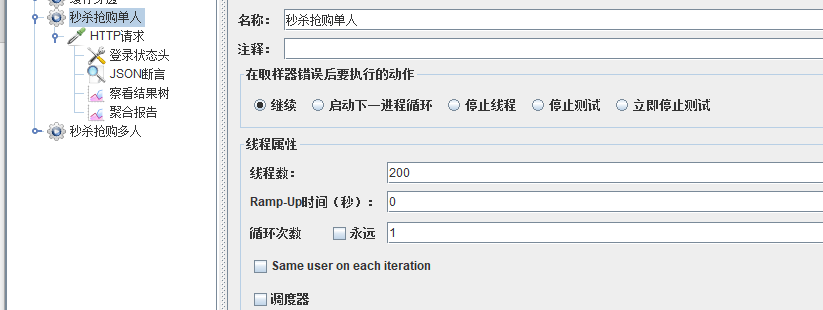 缓存穿透
秒杀抢购单人
HTTP请求
登录状态头
JSON断言
察看结果树
聚合报告
秒杀抢购多人
名称： 秒杀抢购单人
注释：
在取样器错误后要执行的动作
继续 启动下一进程循环 停止线程 停止测试 立即停止测试
线程属性
线程数： 200
Ramp-Up时间（秒）： 0
循环次数 永远 1
Same user on each iteration
调度器